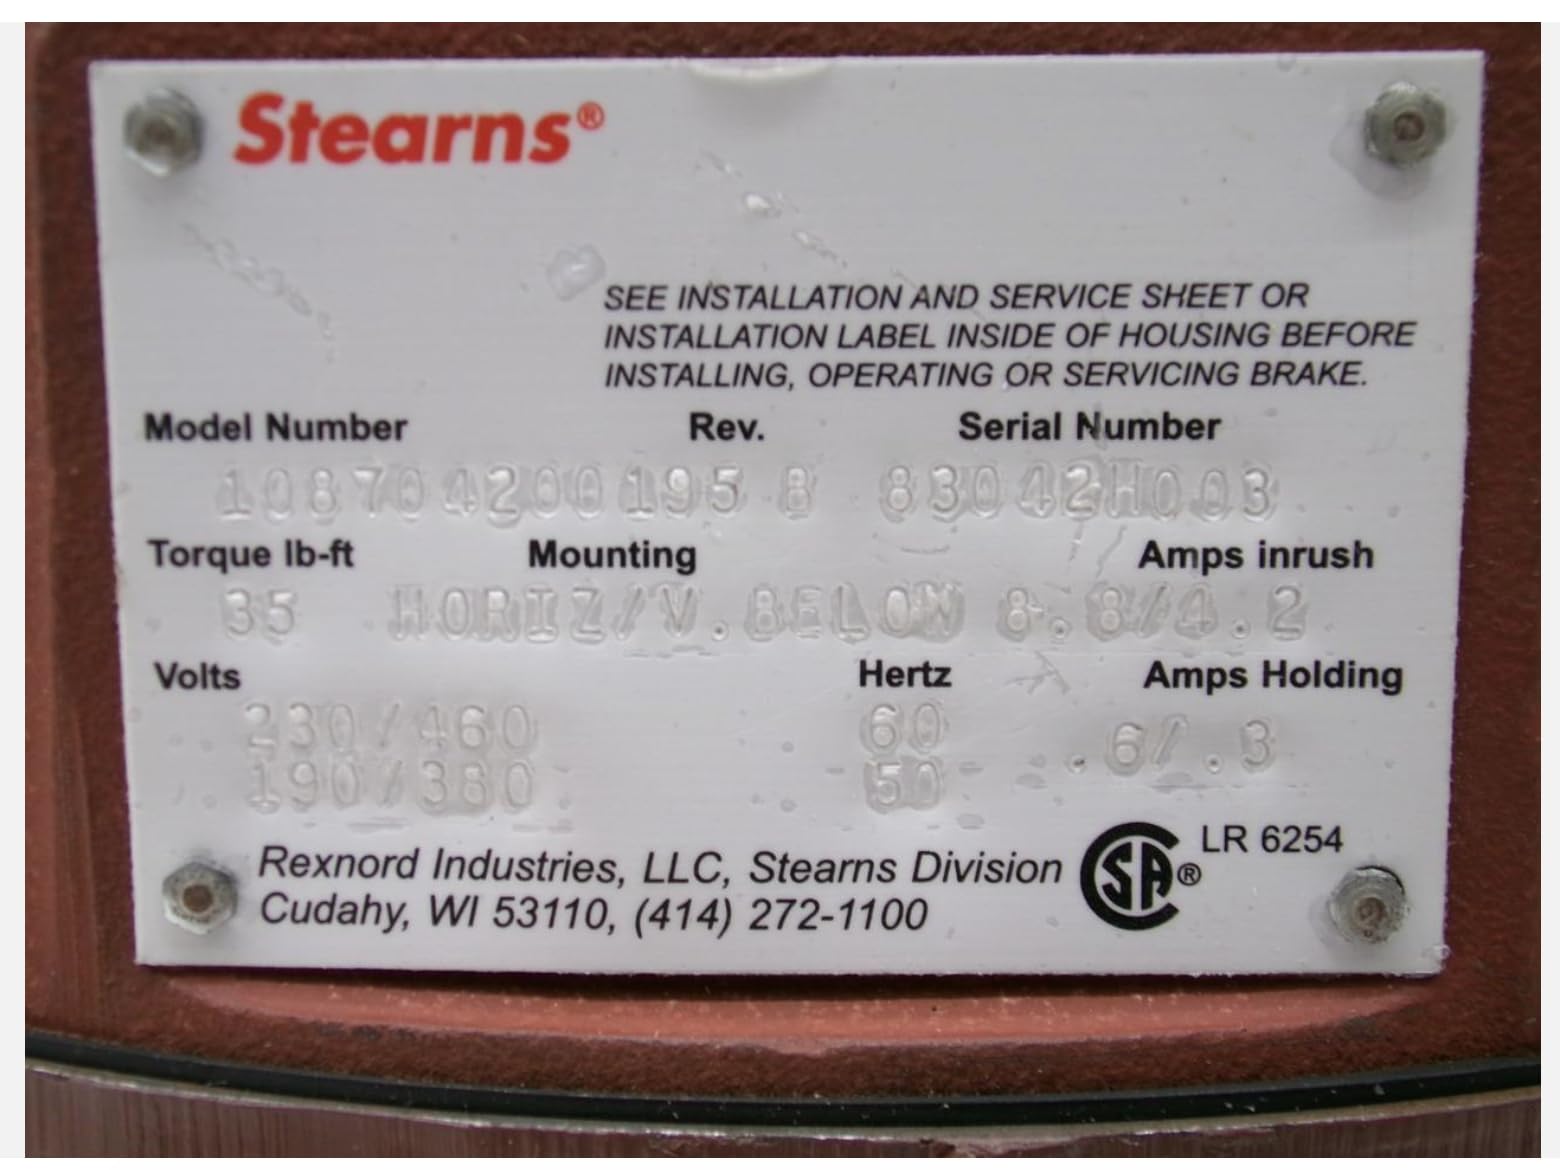 Stearns®
SEE INSTALLATION AND SERVICE SHEET OR
INSTALLATION LABEL INSIDE OF HOUSING BEFORE
INSTALLING, OPERATING OR SERVICING BRAKE.
Model Number Rev. Serial Number
108704200195 B 83042H003
Torque lb-ft Mounting Amps inrush
35 HORIZ/V.BELOW 8.8/4.2
Volts Hertz Amps Holding
230/460 60 .6/.3
190/380 50
Rexnord Industries, LLC, Stearns Division
Cudahy, WI 53110, (414) 272-1100
SA® LR 6254